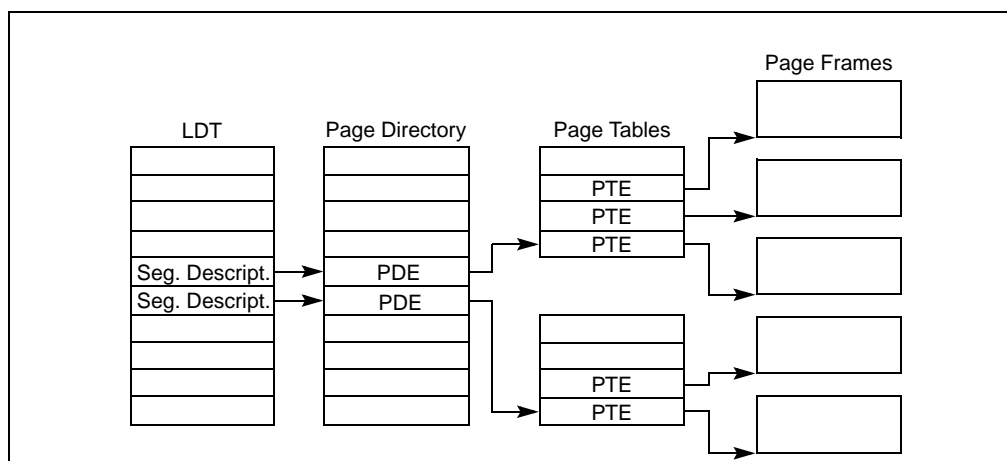 Page Frames
LDT
Page Directory
Page Tables
PTE
PTE
PTE
Seg. Descript.
PDE
Seg. Descript.
PDE
PTE
PTE